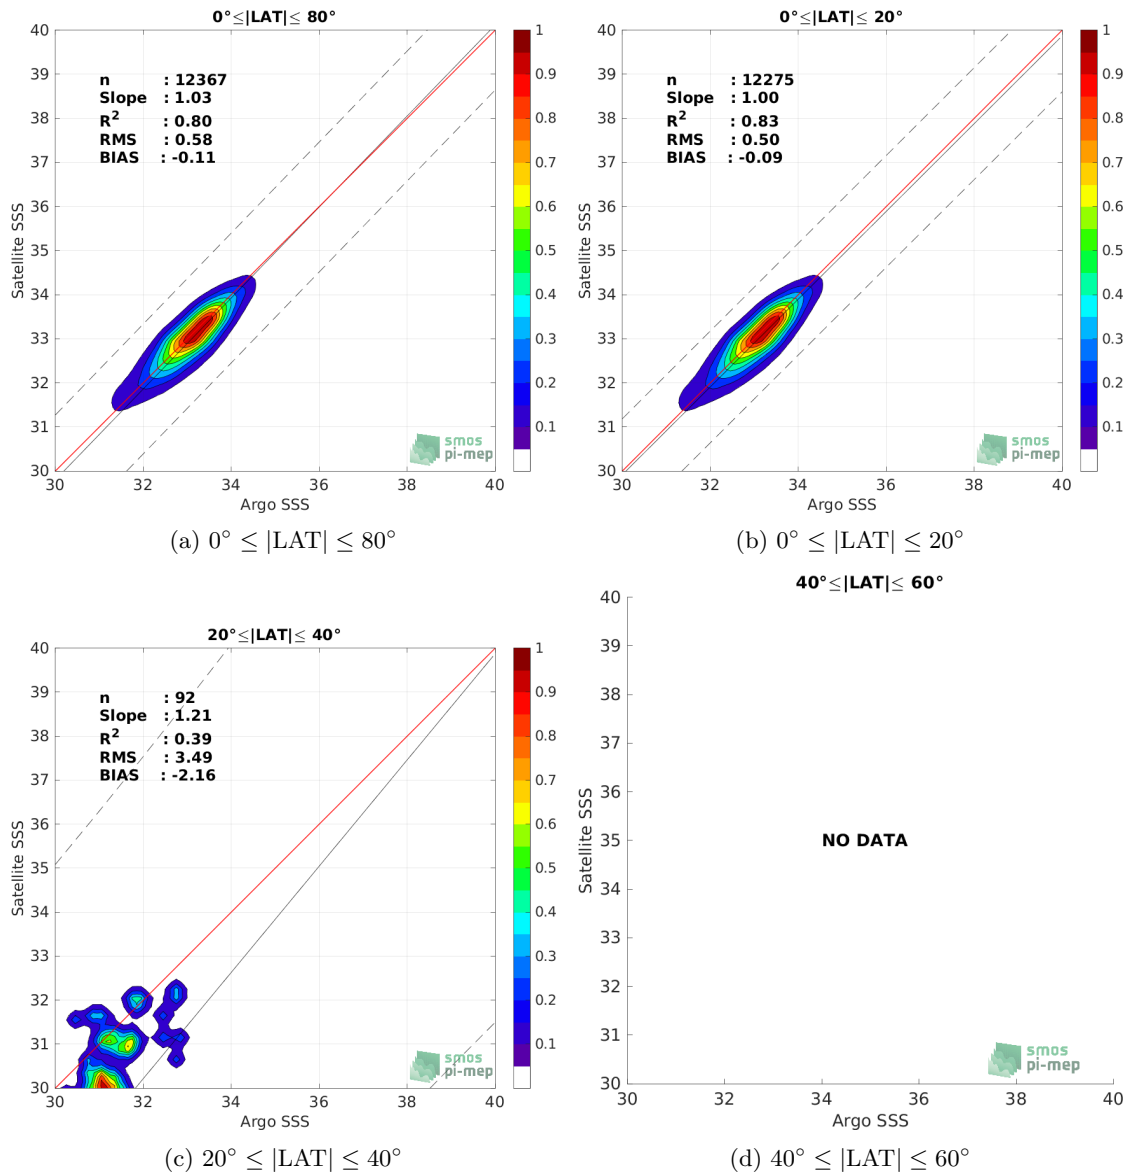 0°≤|LAT|≤ 80°
40
39
38
37
36
35
34
33
32
31
30
Satellite SSS
n : 12367
Slope : 1.03
R2 : 0.80
RMS : 0.58
BIAS : -0.11
1
0.9
0.8
0.7
0.6
0.5
0.4
0.3
0.2
0.1
smos
pi-mep
30 32 34 36 38 40
Argo SSS
(a) 0° ≤ |LAT| ≤ 80°
0°≤|LAT|≤ 20°
40
39
38
37
36
35
34
33
32
31
30
Satellite SSS
n : 12275
Slope : 1.00
R2 : 0.83
RMS : 0.50
BIAS : -0.09
1
0.9
0.8
0.7
0.6
0.5
0.4
0.3
0.2
0.1
smos
pi-mep
30 32 34 36 38 40
Argo SSS
(b) 0° ≤ |LAT| ≤ 20°
20°≤|LAT|≤ 40°
40
39
38
37
36
35
34
33
32
31
30
Satellite SSS
n : 92
Slope : 1.21
R2 : 0.39
RMS : 3.49
BIAS : -2.16
1
0.9
0.8
0.7
0.6
0.5
0.4
0.3
0.2
0.1
smos
pi-mep
30 32 34 36 38 40
Argo SSS
(c) 20° ≤ |LAT| ≤ 40°
40°≤|LAT|≤ 60°
40
39
38
37
36
35
34
33
32
31
30
Satellite SSS
NO DATA
smos
pi-mep
30 32 34 36 38 40
Argo SSS
(d) 40° ≤ |LAT| ≤ 60°